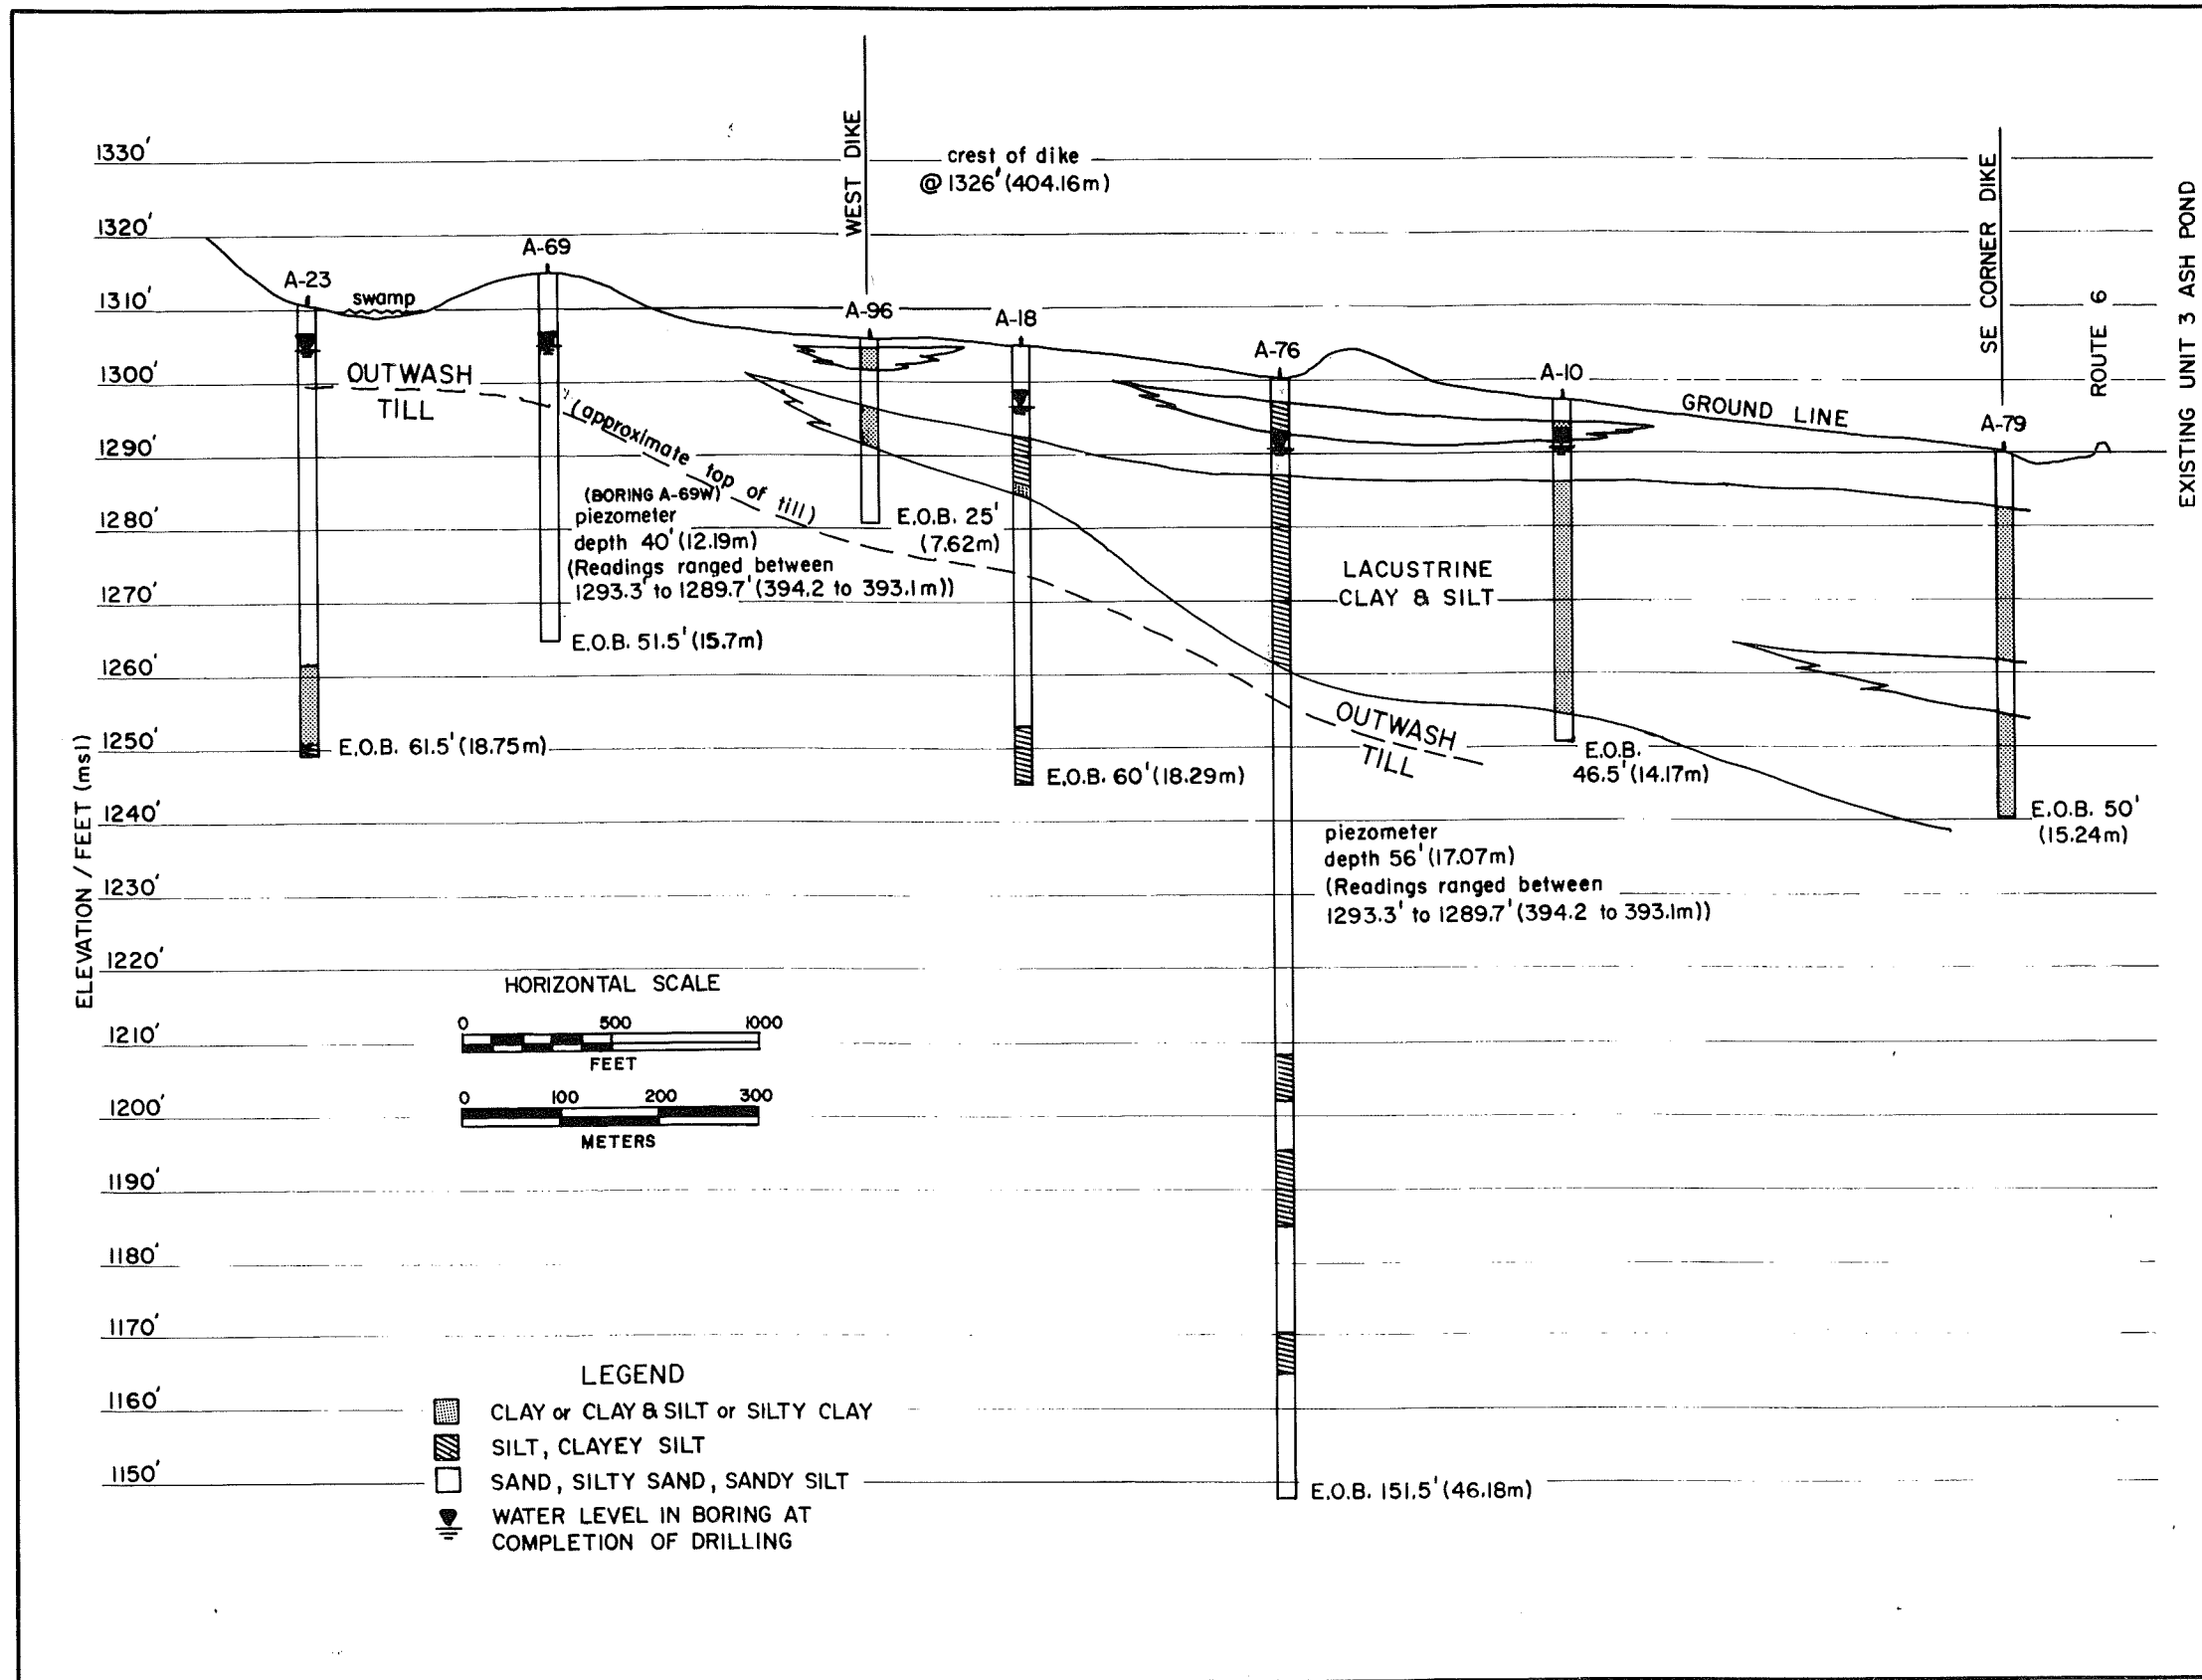 WEST DIKE
crest of dike
@ 1326' (404.16m)
SE CORNER DIKE
ROUTE 6
EXISTING UNIT 3 ASH POND
ELEVATION / FEET (msl)
1330'
1320'
1310'
1300'
1290'
1280'
1270'
1260'
1250'
1240'
1230'
1220'
1210'
1200'
1190'
1180'
1170'
1160'
1150'
A-23
swamp
A-69
A-96
A-18
A-76
A-10
A-79
GROUND LINE
OUTWASH
TILL
(approximate top of till)
(BORING A-69W)
piezometer
depth 40' (12.19m)
(Readings ranged between
1293.3' to 1289.7' (394.2 to 393.1m))
E.O.B. 25'
(7.62m)
E.O.B. 51.5' (15.7m)
E.O.B. 61.5' (18.75m)
E.O.B. 60' (18.29m)
LACUSTRINE
CLAY & SILT
OUTWASH
TILL
E.O.B.
46.5' (14.17m)
E.O.B. 50'
(15.24m)
piezometer
depth 56' (17.07m)
(Readings ranged between
1293.3' to 1289.7' (394.2 to 393.1m))
E.O.B. 151.5' (46.18m)
HORIZONTAL SCALE
0 500 1000
FEET
0 100 200 300
METERS
LEGEND
CLAY or CLAY & SILT or SILTY CLAY
SILT, CLAYEY SILT
SAND, SILTY SAND, SANDY SILT
WATER LEVEL IN BORING AT
COMPLETION OF DRILLING